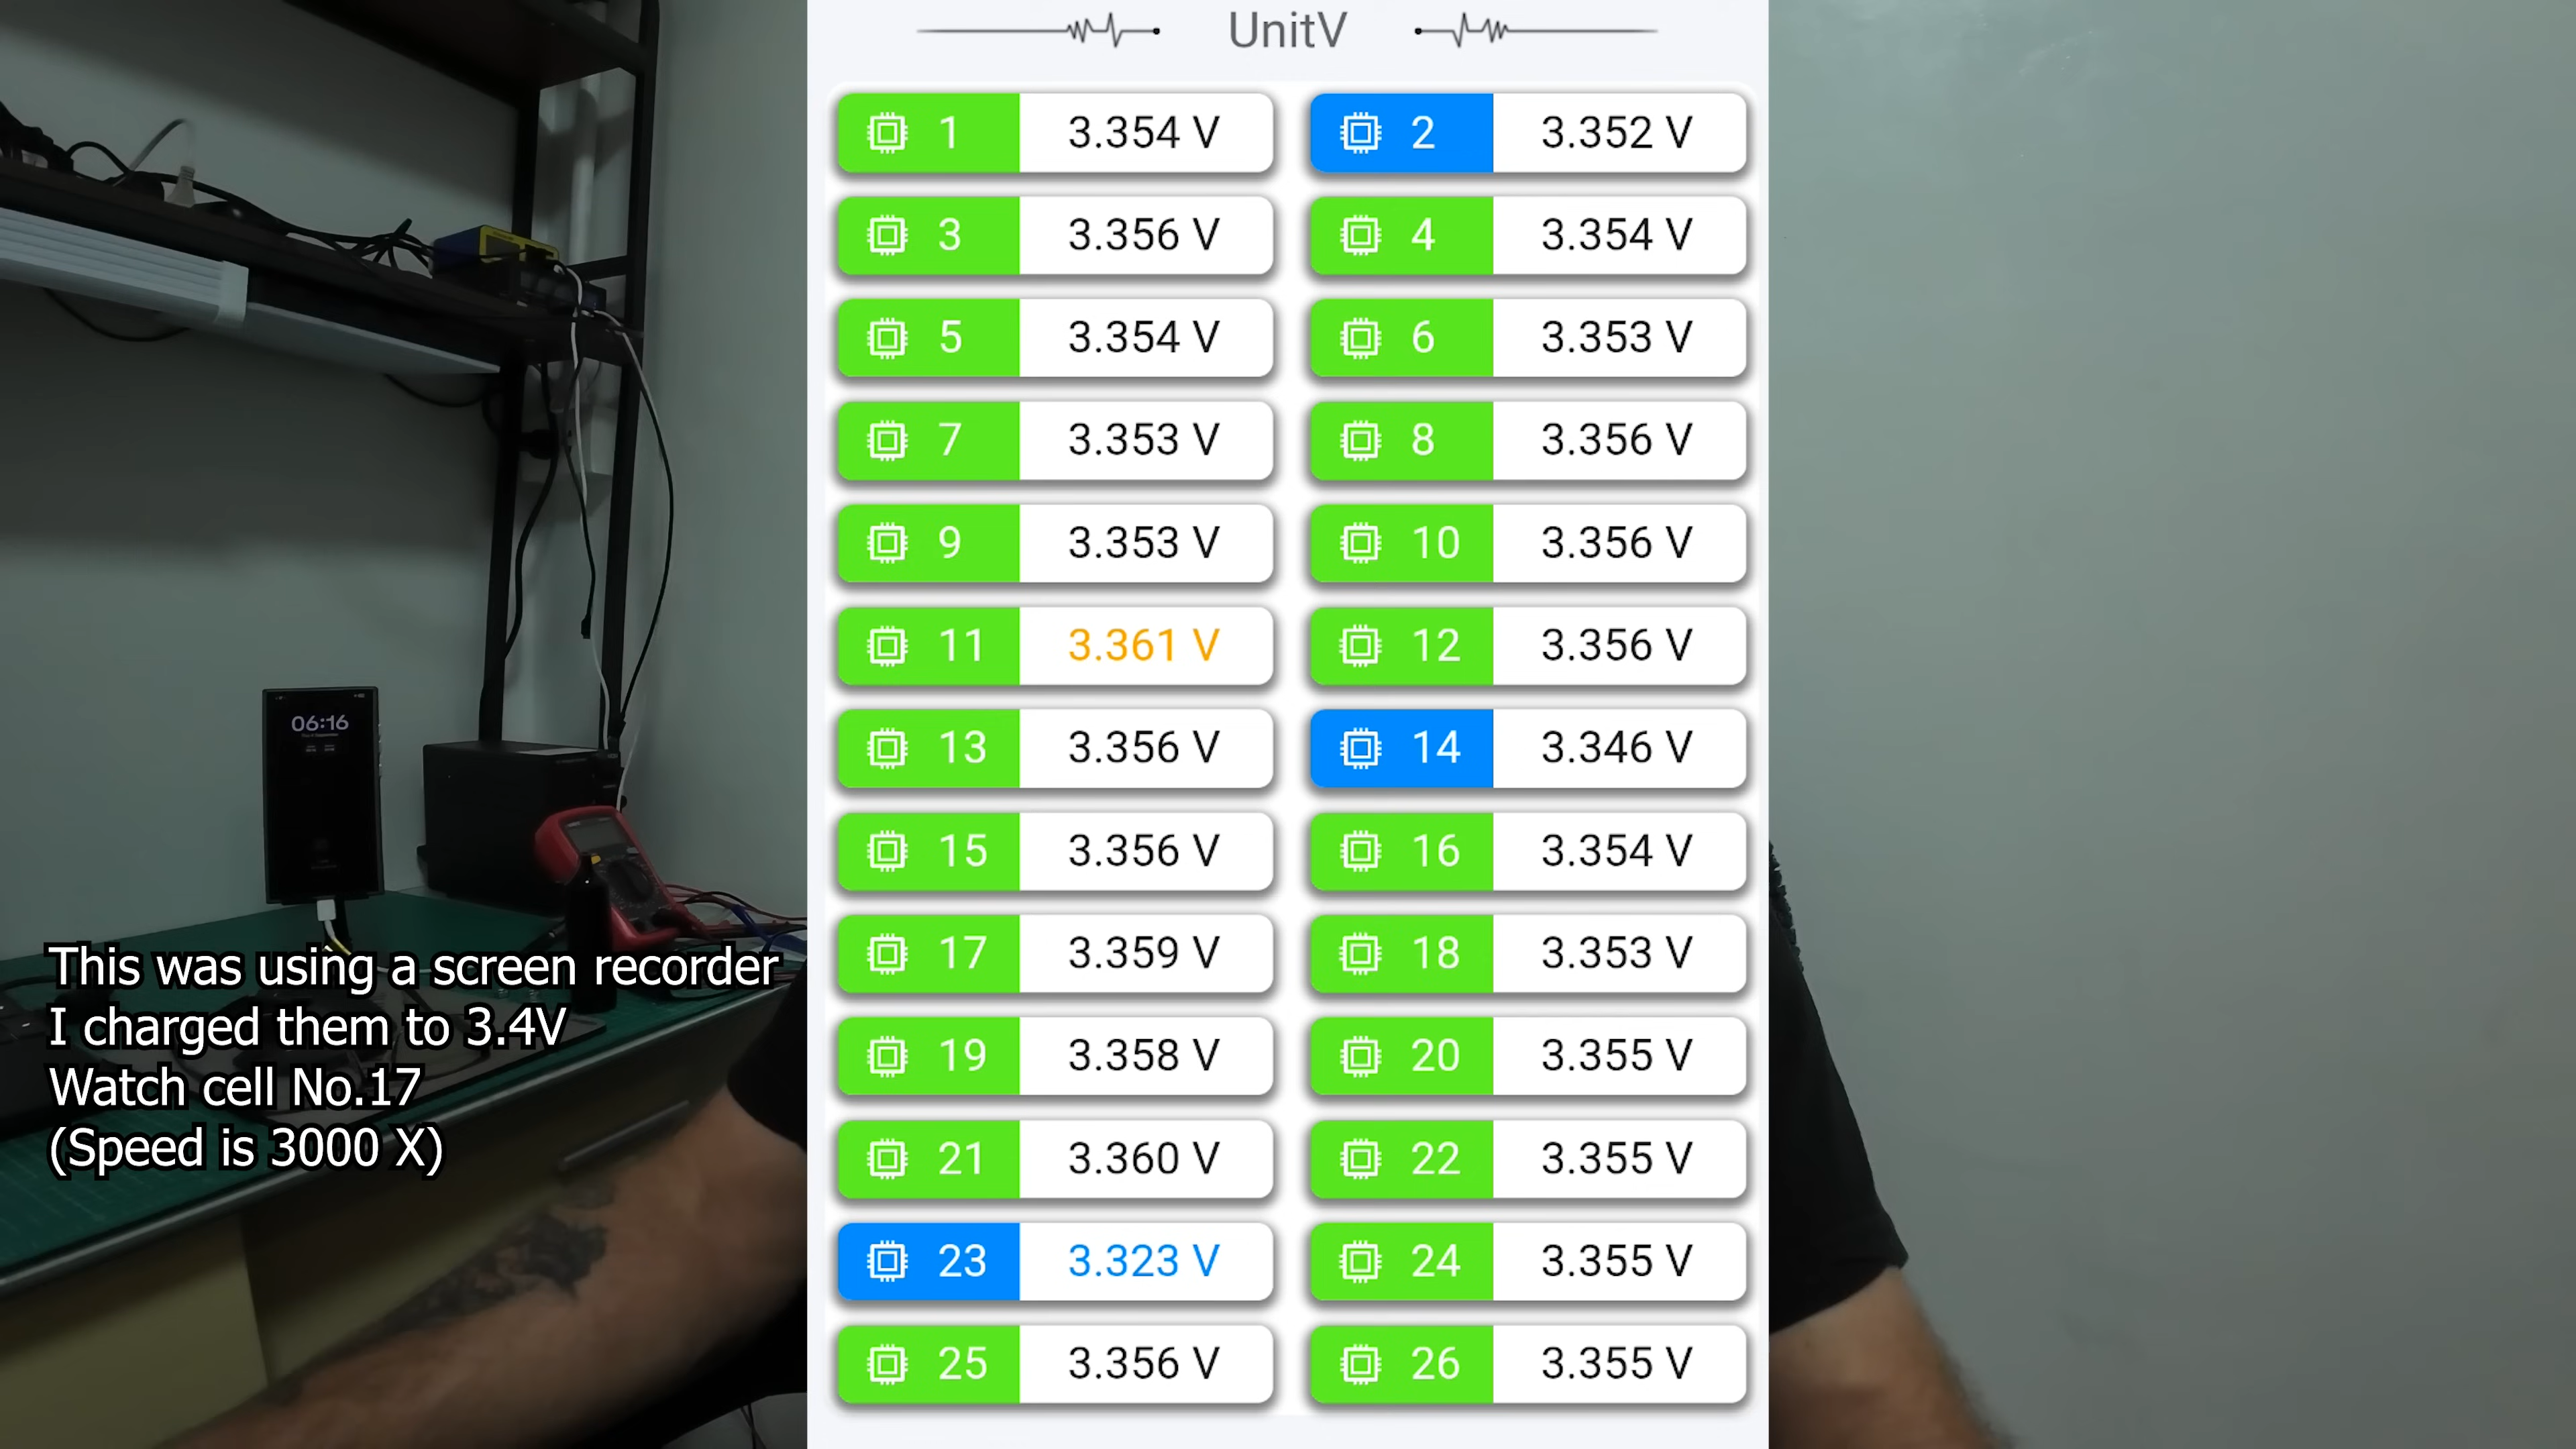 UnitV
1 3.354 V 2 3.352 V
3 3.356 V 4 3.354 V
5 3.354 V 6 3.353 V
7 3.353 V 8 3.356 V
9 3.353 V 10 3.356 V
11 3.361 V 12 3.356 V
13 3.356 V 14 3.346 V
15 3.356 V 16 3.354 V
17 3.359 V 18 3.353 V
19 3.358 V 20 3.355 V
21 3.360 V 22 3.355 V
23 3.323 V 24 3.355 V
25 3.356 V 26 3.355 V
06:16
This was using a screen recorder
I charged them to 3.4V
Watch cell No.17
(Speed is 3000 X)